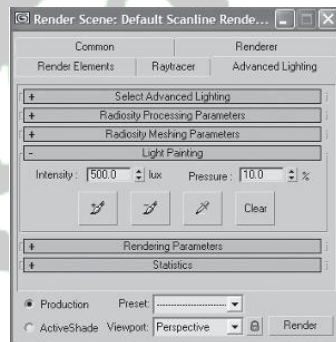 Render Scene: Default Scanline Rende...
Common Renderer
Render Elements Raytracer Advanced Lighting
+ Select Advanced Lighting
+ Radiosity Processing Parameters
+ Radiosity Meshing Parameters
- Light Painting
Intensity : 500.0 lux Pressure : 10.0 %
Clear
+ Rendering Parameters
+ Statistics
Production Preset: --------------------
ActiveShade Viewport: Perspective Render